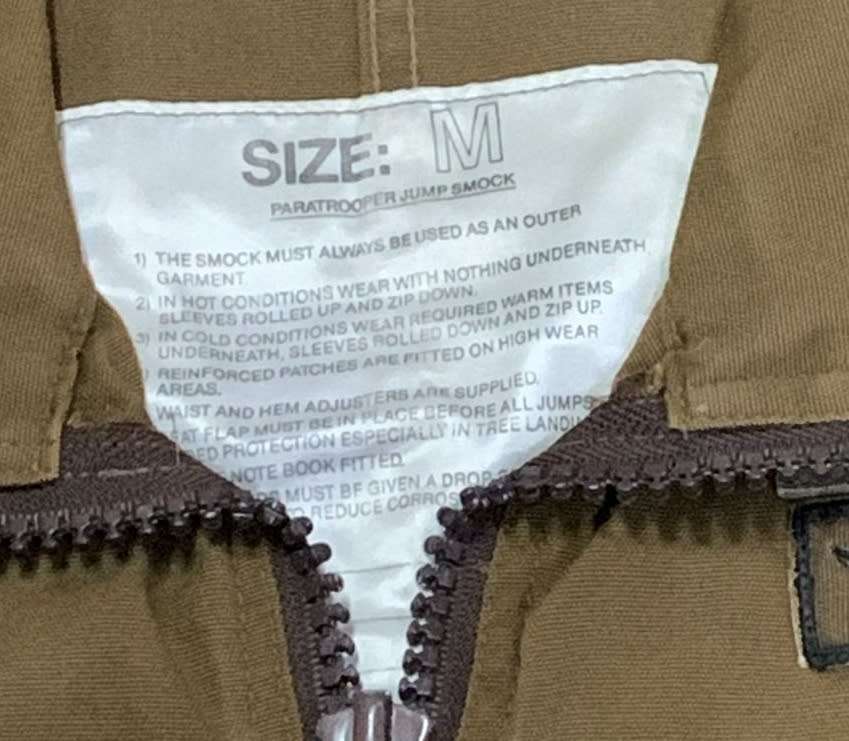 SIZE: M
PARATROOPER JUMP SMOCK
1) THE SMOCK MUST ALWAYS BE USED AS AN OUTER
GARMENT
2) IN HOT CONDITIONS WEAR WITH NOTHING UNDERNEATH
SLEEVES ROLLED UP AND ZIP DOWN.
3) IN COLD CONDITIONS WEAR REQUIRED WARM ITEMS
UNDERNEATH, SLEEVES ROLLED DOWN AND ZIP UP.
) REINFORCED PATCHES ARE FITTED ON HIGH WEAR
AREAS.
WAIST AND HEM ADJUSTERS ARE SUPPLIED.
FLAP MUST BE IN PLACE BEFORE ALL JUMPS
PROTECTION ESPECIALLY IN TREE
NOTE BOOK FITTED.
MUST BE GIVEN A DROP
REDUCE